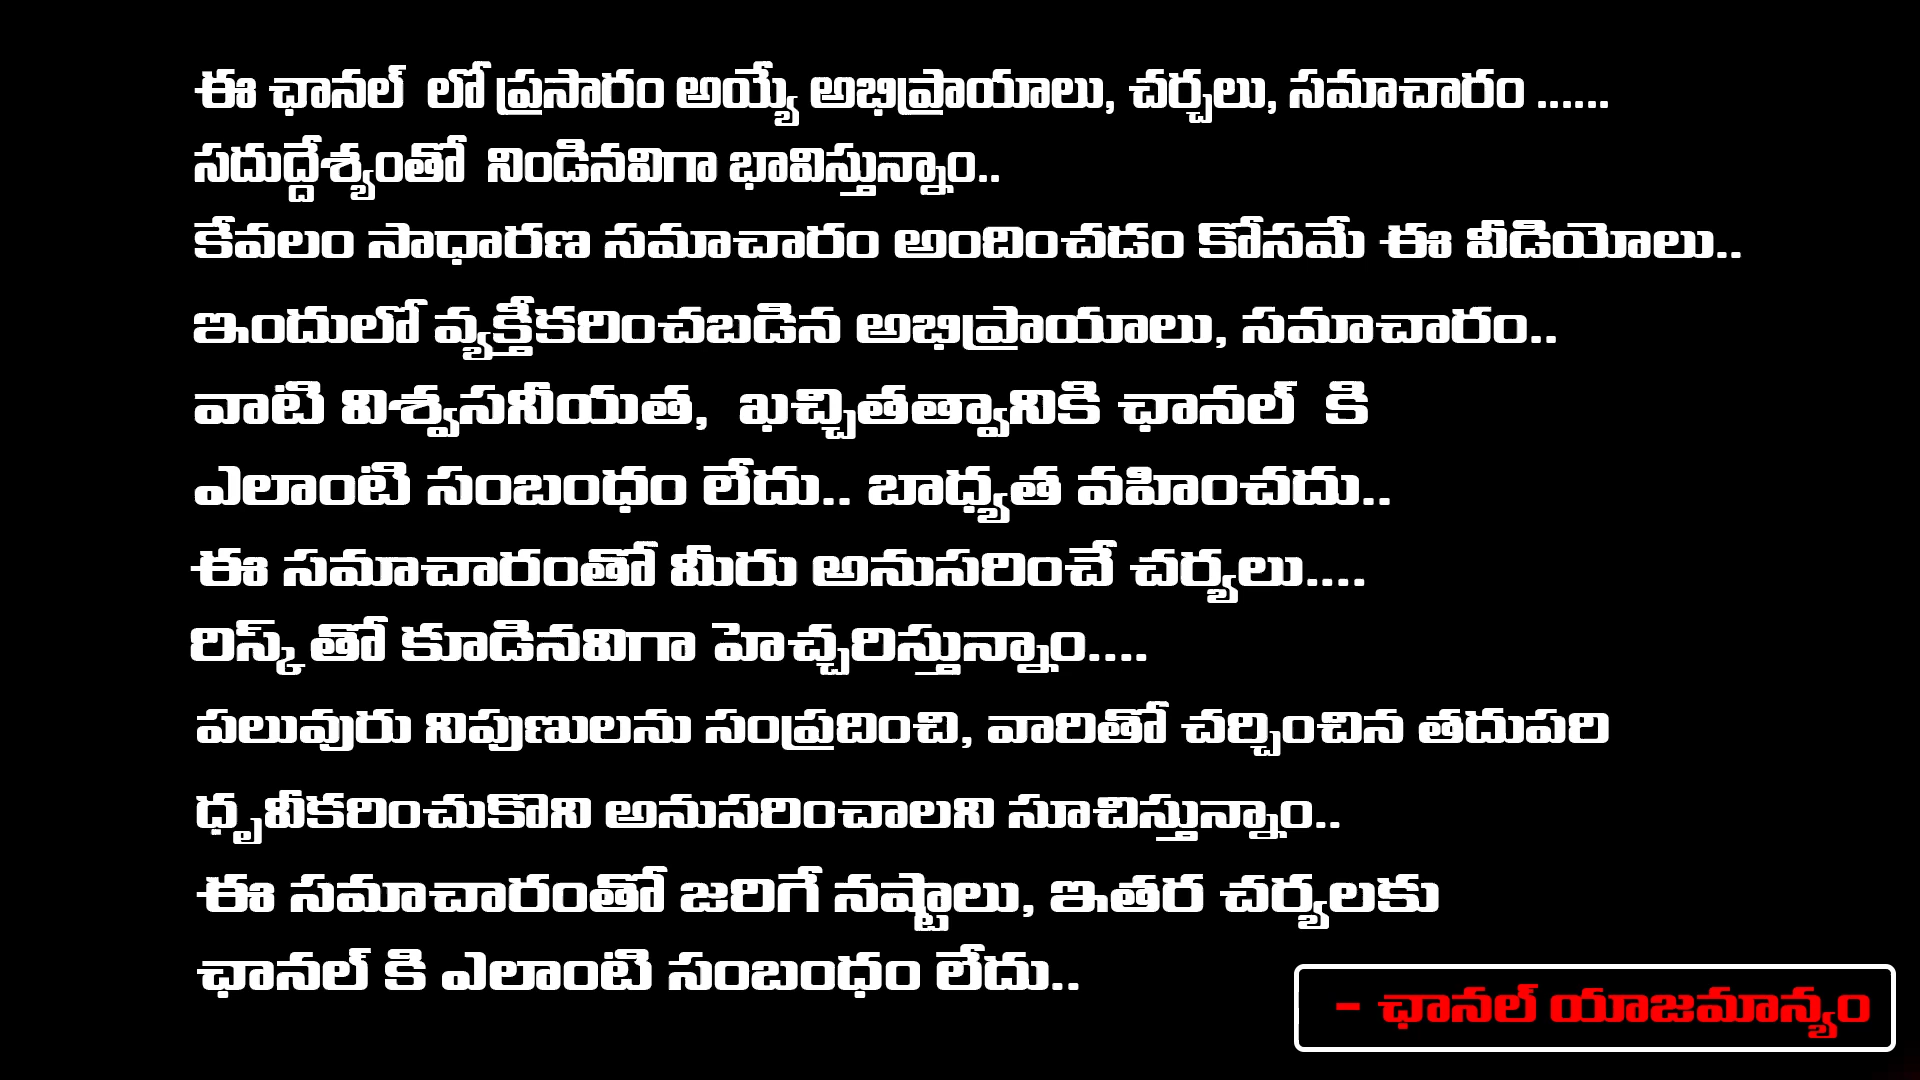 ఈ ఛానల్ లో ప్రసారం అయ్యే అభిప్రాయాలు, చర్చలు, సమాచారం ......
సదుద్దేశ్యంతో నిండినవిగా భావిస్తున్నాం..
కేవలం సాధారణ సమాచారం అందించడం కోసమే ఈ వీడియోలు..
ఇందులో వ్యక్తీకరించబడిన అభిప్రాయాలు, సమాచారం..
వాటి విశ్వసనీయత, ఖచ్చితత్వానికి ఛానల్ కి
ఎలాంటి సంబంధం లేదు.. బాధ్యత వహించదు..
ఈ సమాచారంతో మీరు అనుసరించే చర్యలు....
రిస్క్ తో కూడినవిగా హెచ్చరిస్తున్నాం....
పలువురు నిపుణులను సంప్రదించి, వారితో చర్చించిన తదుపరి
ధృవీకరించుకొని అనుసరించాలని సూచిస్తున్నాం..
ఈ సమాచారంతో జరిగే నష్టాలు, ఇతర చర్యలకు
ఛానల్ కి ఎలాంటి సంబంధం లేదు..
- ఛానల్ యాజమాన్యం